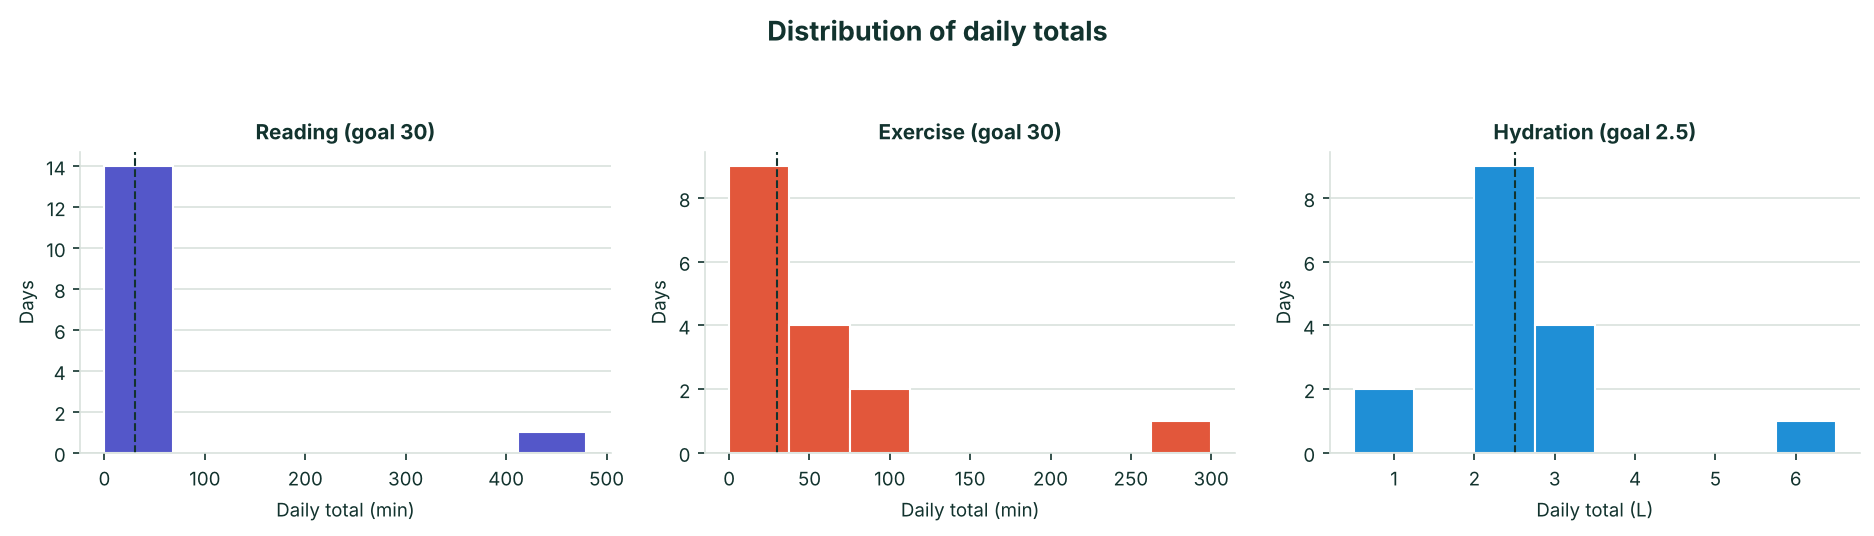 Distribution of daily totals
Reading (goal 30)
14
12
10
8
6
4
2
0
Days
0 100 200 300 400 500
Daily total (min)
Exercise (goal 30)
8
6
4
2
0
Days
0 50 100 150 200 250 300
Daily total (min)
Hydration (goal 2.5)
8
6
4
2
0
Days
1 2 3 4 5 6
Daily total (L)